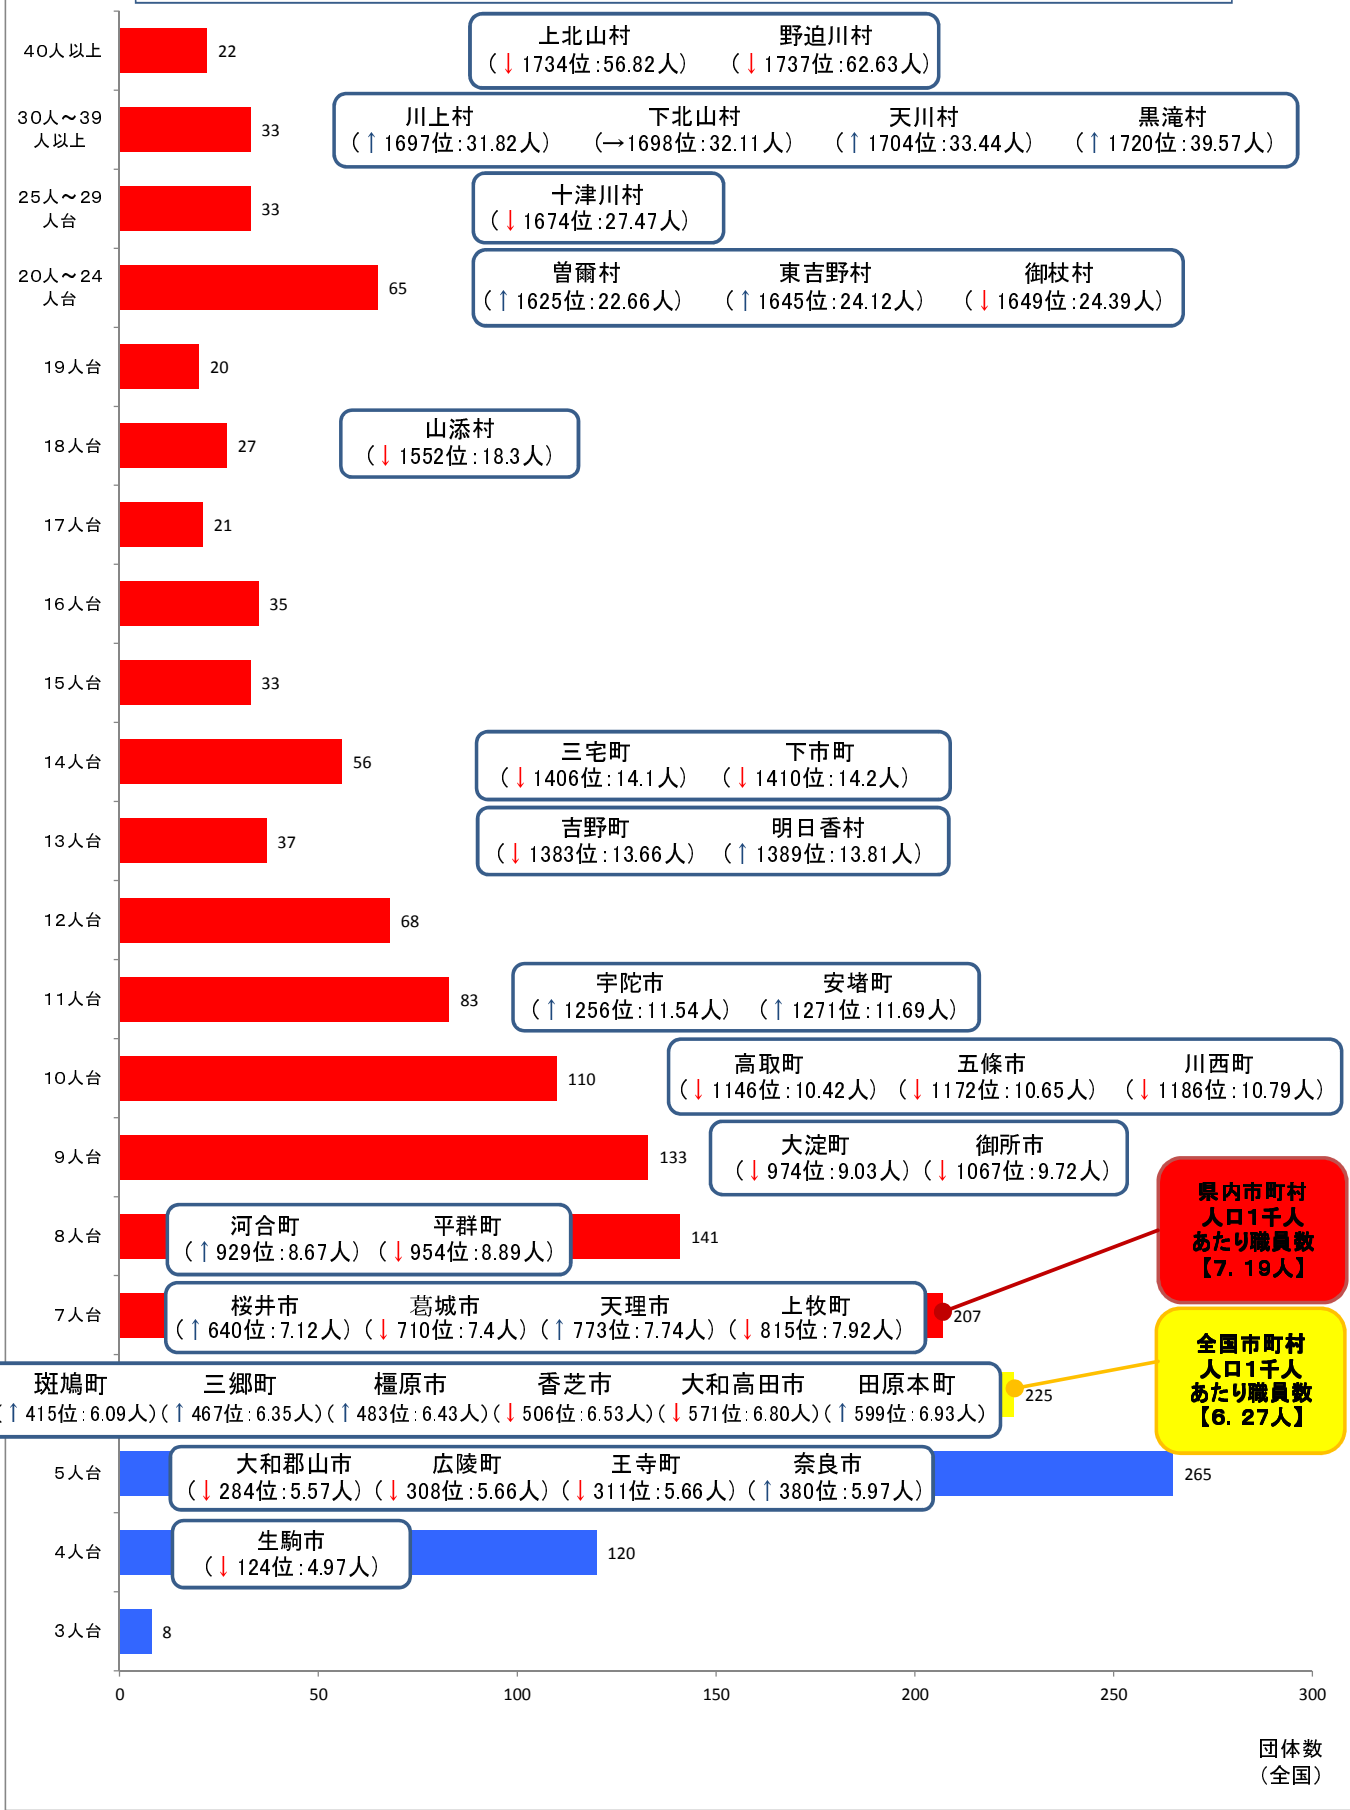 40人以上
22
上北山村 野迫川村
(↓1734位:56.82人) (↓1737位:62.63人)
30人～39
人以上
33
川上村 下北山村 天川村 黒滝村
(↑1697位:31.82人) (→1698位:32.11人) (↑1704位:33.44人) (↑1720位:39.57人)
25人～29
人台
33
十津川村
(↓1674位:27.47人)
20人～24
人台
65
曽爾村 東吉野村 御杖村
(↑1625位:22.66人) (↑1645位:24.12人) (↓1649位:24.39人)
19人台
20
18人台
27
山添村
(↓1552位:18.3人)
17人台
21
16人台
35
15人台
33
14人台
56
三宅町 下市町
(↓1406位:14.1人) (↓1410位:14.2人)
13人台
37
吉野町 明日香村
(↓1383位:13.66人) (↑1389位:13.81人)
12人台
68
11人台
83
宇陀市 安堵町
(↑1256位:11.54人) (↑1271位:11.69人)
10人台
110
高取町 五條市 川西町
(↓1146位:10.42人) (↓1172位:10.65人) (↓1186位:10.79人)
9人台
133
大淀町 御所市
(↓974位:9.03人) (↓1067位:9.72人)
県内市町村
人口1千人
あたり職員数
【7．19人】
8人台
141
河合町 平群町
(↑929位:8.67人) (↓954位:8.89人)
7人台
207
桜井市 葛城市 天理市 上牧町
(↑640位:7.12人) (↓710位:7.4人) (↑773位:7.74人) (↓815位:7.92人)
全国市町村
人口1千人
あたり職員数
【6．27人】
斑鳩町 三郷町 橿原市 香芝市 大和高田市 田原本町
(↑415位:6.09人) (↑467位:6.35人) (↑483位:6.43人) (↓506位:6.53人) (↓571位:6.80人) (↑599位:6.93人)
225
5人台
265
大和郡山市 広陵町 王寺町 奈良市
(↓284位:5.57人) (↓308位:5.66人) (↓311位:5.66人) (↑380位:5.97人)
4人台
120
生駒市
(↓124位:4.97人)
3人台
8
0 50 100 150 200 250 300
団体数
（全国）